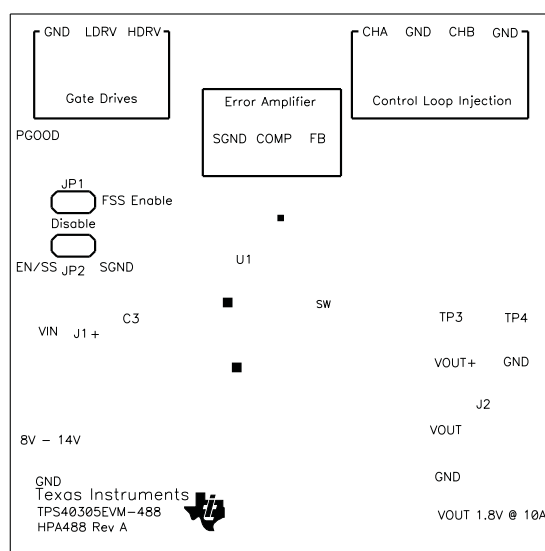 GND LDRV HDRV
CHA GND CHB GND
Gate Drives
Error Amplifier
Control Loop Injection
PGOOD
SGND COMP FB
JP1
FSS Enable
Disable
EN/SS JP2 SGND
U1
SW
C3
VIN J1 +
TP3 TP4
VOUT+ GND
J2
VOUT
8V – 14V
GND
GND
Texas Instruments
TPS40305EVM–488
HPA488 Rev A
VOUT 1.8V @ 10A